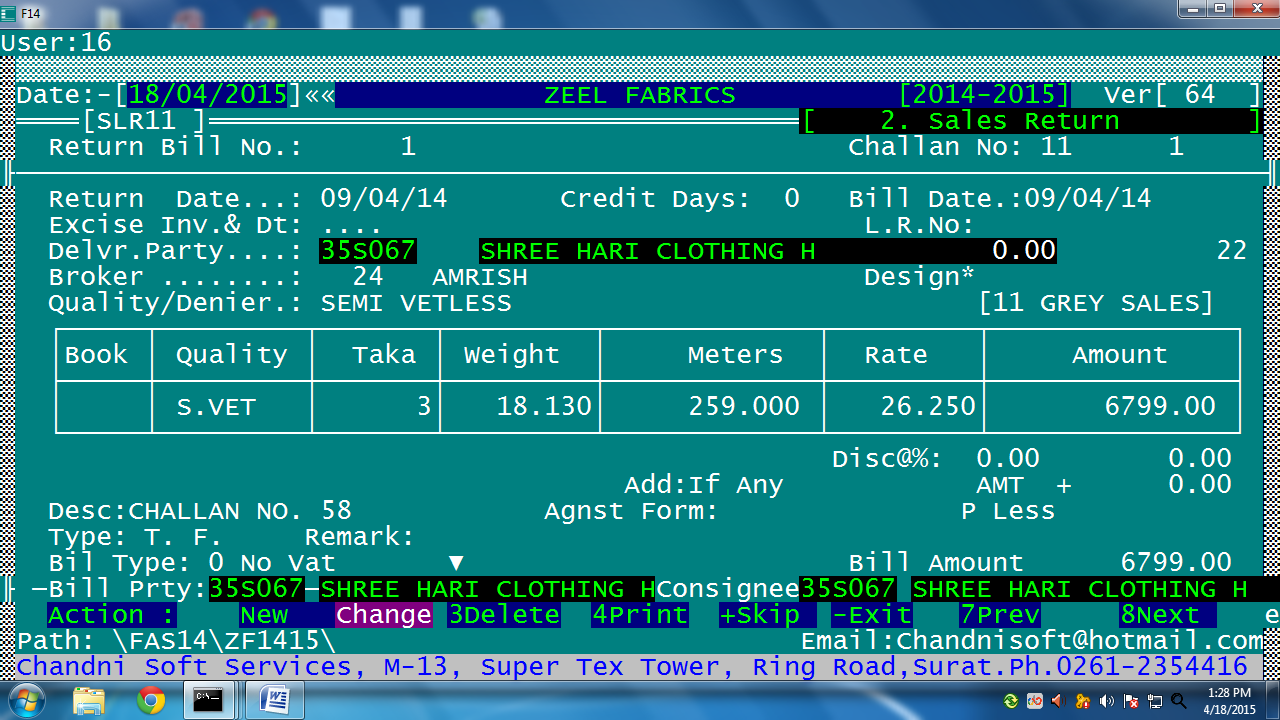 F14
User:16
Date:-[18/04/2015]«« ZEEL FABRICS [2014-2015] Ver[ 64 ]
[SLR11 ] [ 2. Sales Return ]
Return Bill No.: 1 Challan No: 11 1
Return Date...: 09/04/14 Credit Days: 0 Bill Date.:09/04/14
Excise Inv.& Dt: .... L.R.No:
Delvr.Party....: 35S067 SHREE HARI CLOTHING H 0.00 22
Broker ........: 24 AMRISH Design*
Quality/Denier.: SEMI VETLESS [11 GREY SALES]
Book Quality Taka Weight Meters Rate Amount
S.VET 3 18.130 259.000 26.250 6799.00
Disc@%: 0.00 0.00
Add:If Any AMT + 0.00
Desc:CHALLAN NO. 58 Agnst Form: P Less
Type: T. F. Remark:
Bil Type: 0 No Vat ▼ Bill Amount 6799.00
-Bill Prty:35S067-SHREE HARI CLOTHING HConsignee35S067 SHREE HARI CLOTHING H
Action : New Change 3Delete 4Print +Skip -Exit 7Prev 8Next e
Path: \FAS14\ZF1415\ Email:Chandnisoft@hotmail.com
Chandni Soft Services, M-13, Super Tex Tower, Ring Road,Surat.Ph.0261-2354416
1:28 PM
4/18/2015